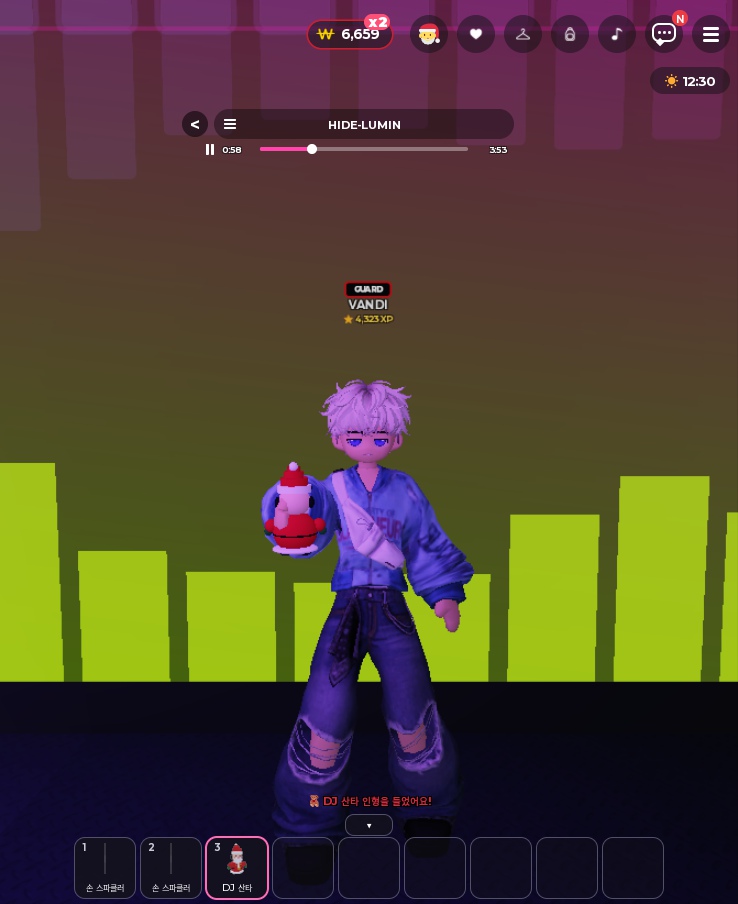 x2
₩ 6,659
N
12:30
<
HIDE-LUMIN
0:58
3:53
GUARD
VANDI
4,323 XP
DJ 산타 인형을 들었어요!
1
손 스파클러
2
손 스파클러
3
DJ 산타